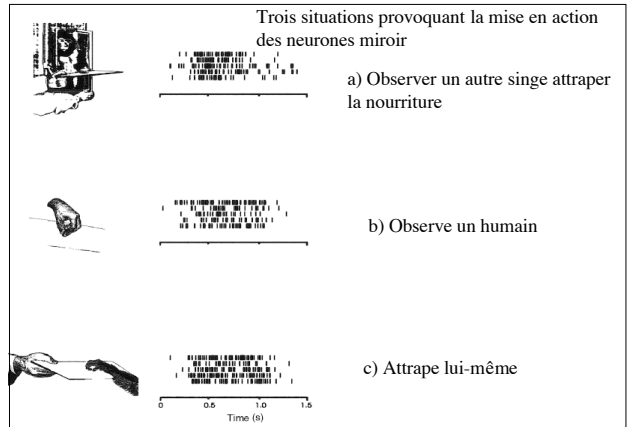 Trois situations provoquant la mise en action
des neurones miroir
a) Observer un autre singe attraper
la nourriture
b) Observe un humain
c) Attrape lui-même
0 0.5 1.0 1.5
Time (s)